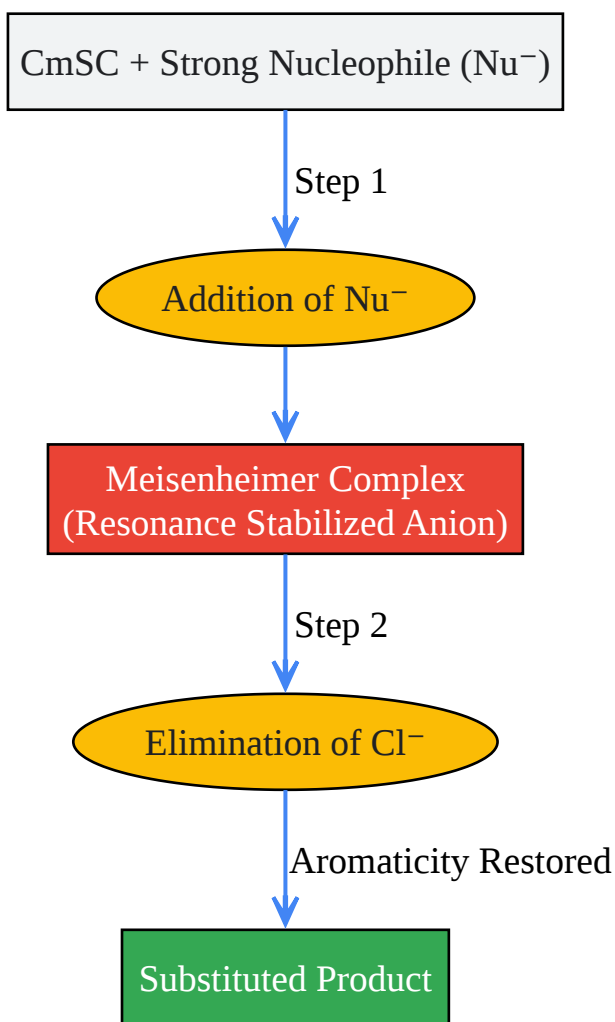 CmSC + Strong Nucleophile (Nu⁻)
Step 1
Addition of Nu⁻
Meisenheimer Complex
(Resonance Stabilized Anion)
Step 2
Elimination of Cl⁻
Aromaticity Restored
Substituted Product